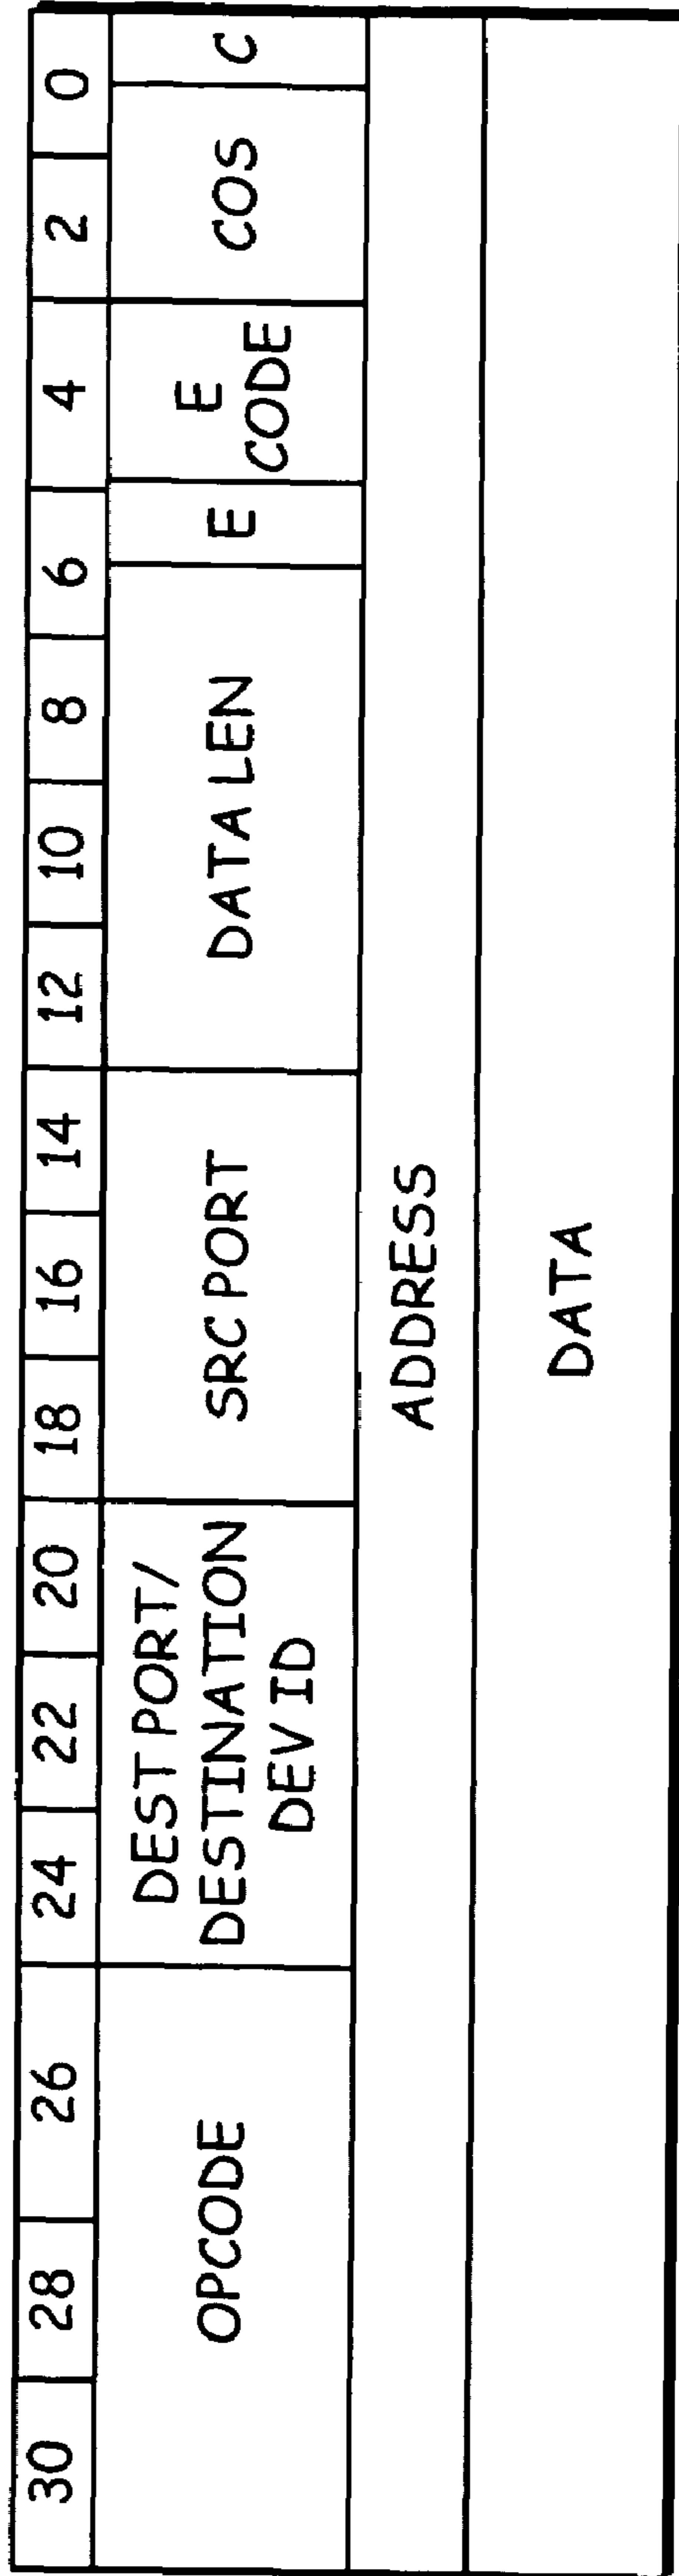 30 28 26 24 22 20 18 16 14 12 10 8 6 4 2 0
OPCODE
DEST PORT/
DESTINATION
DEV ID
SRC PORT
DATA LEN
E
E
CODE
COS
C
ADDRESS
DATA